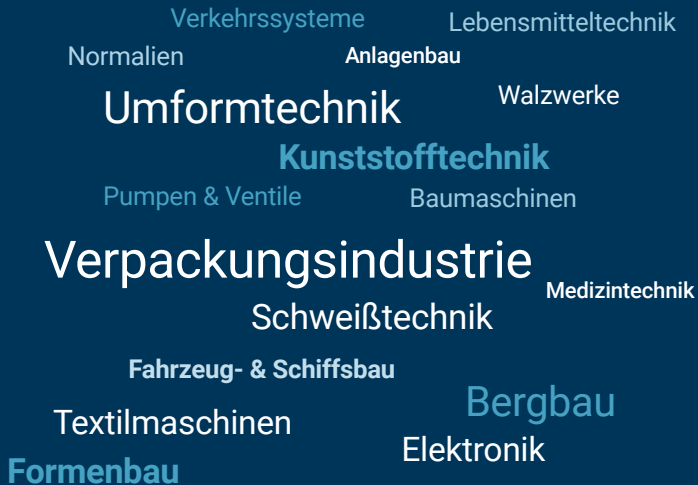 Verkehrssysteme
Lebensmitteltechnik
Normalien
Anlagenbau
Umformtechnik
Walzwerke
Kunststofftechnik
Pumpen & Ventile
Baumaschinen
Verpackungsindustrie
Medizintechnik
Schweißtechnik
Fahrzeug- & Schiffsbau
Bergbau
Textilmaschinen
Elektronik
Formenbau